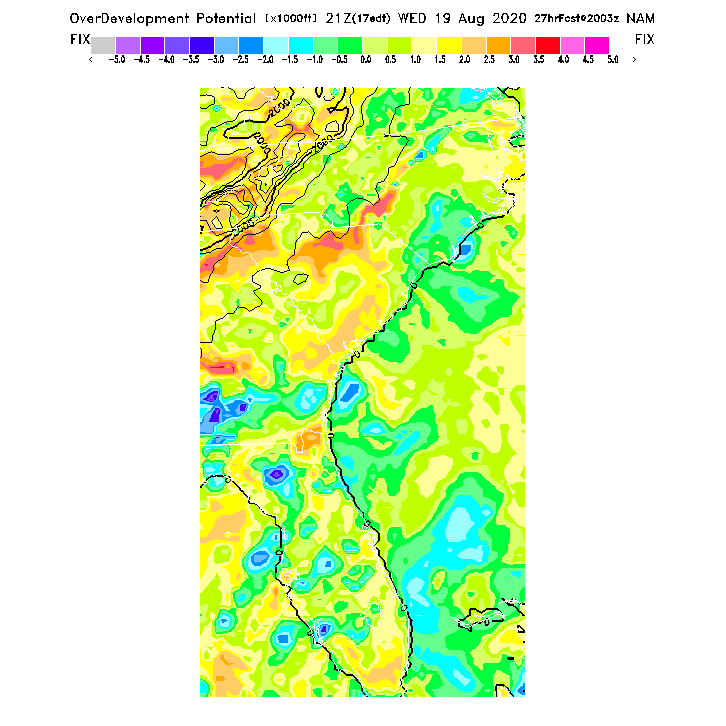 OverDevelopment Potential [x1000ft] 21Z(17edt) WED 19 Aug 2020 27hrFcst@2003z NAM
FIX FIX
< -5.0 -4.5 -4.0 -3.5 -3.0 -2.5 -2.0 -1.5 -1.0 -0.5 0.0 0.5 1.0 1.5 2.0 2.5 3.0 3.5 4.0 4.5 5.0 >
2000
2000